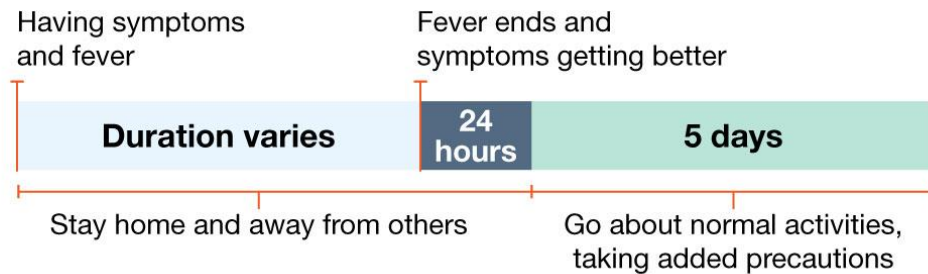 Having symptoms
and fever
Fever ends and
symptoms getting better
Duration varies
24
hours
5 days
Stay home and away from others
Go about normal activities,
taking added precautions